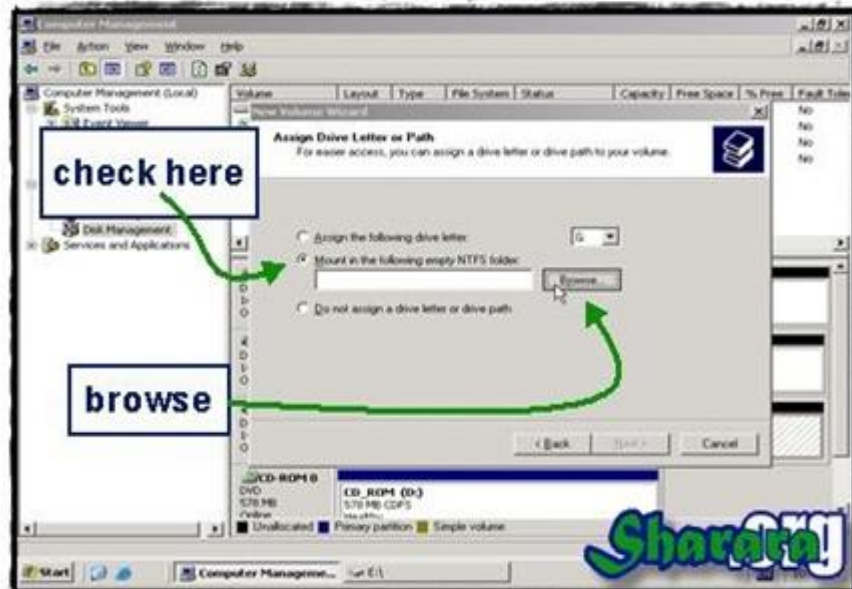 Computer Management
File Action View Window Help
Computer Management (Local)
System Tools
Event Viewer
Disk Management
Services and Applications
Volume Layout Type File System Status Capacity Free Space % Free Fault Tole
No
No
No
No
New Volume Wizard
Assign Drive Letter or Path
For easier access, you can assign a drive letter or drive path to your volume.
check here
Assign the following drive letter: G
Mount in the following empty NTFS folder:
Browse...
Do not assign a drive letter or drive path
browse
< Back Next > Cancel
CD-ROM 0
DVD
578 MB
Online
CD_ROM (D:)
578 MB CDFS
Healthy
Unallocated Primary partition Simple volume
Sharara.org
Start Computer Manageme... E:\